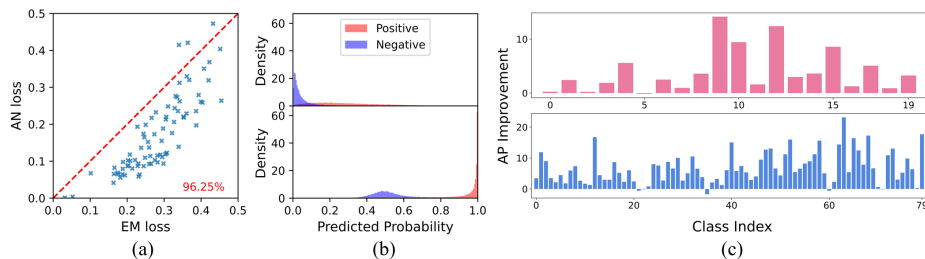 0.5
0.4
0.3
0.2
0.1
0.0
AN loss
0.0 0.1 0.2 0.3 0.4 0.5
EM loss
96.25%
(a)
60
40
20
0
Density
Positive
Negative
60
40
20
0
Density
0.0 0.2 0.4 0.6 0.8 1.0
Predicted Probability
(b)
10
0
0 5 10 15 19
AP Improvement
20
10
0
0 20 40 60 79
Class Index
(c)